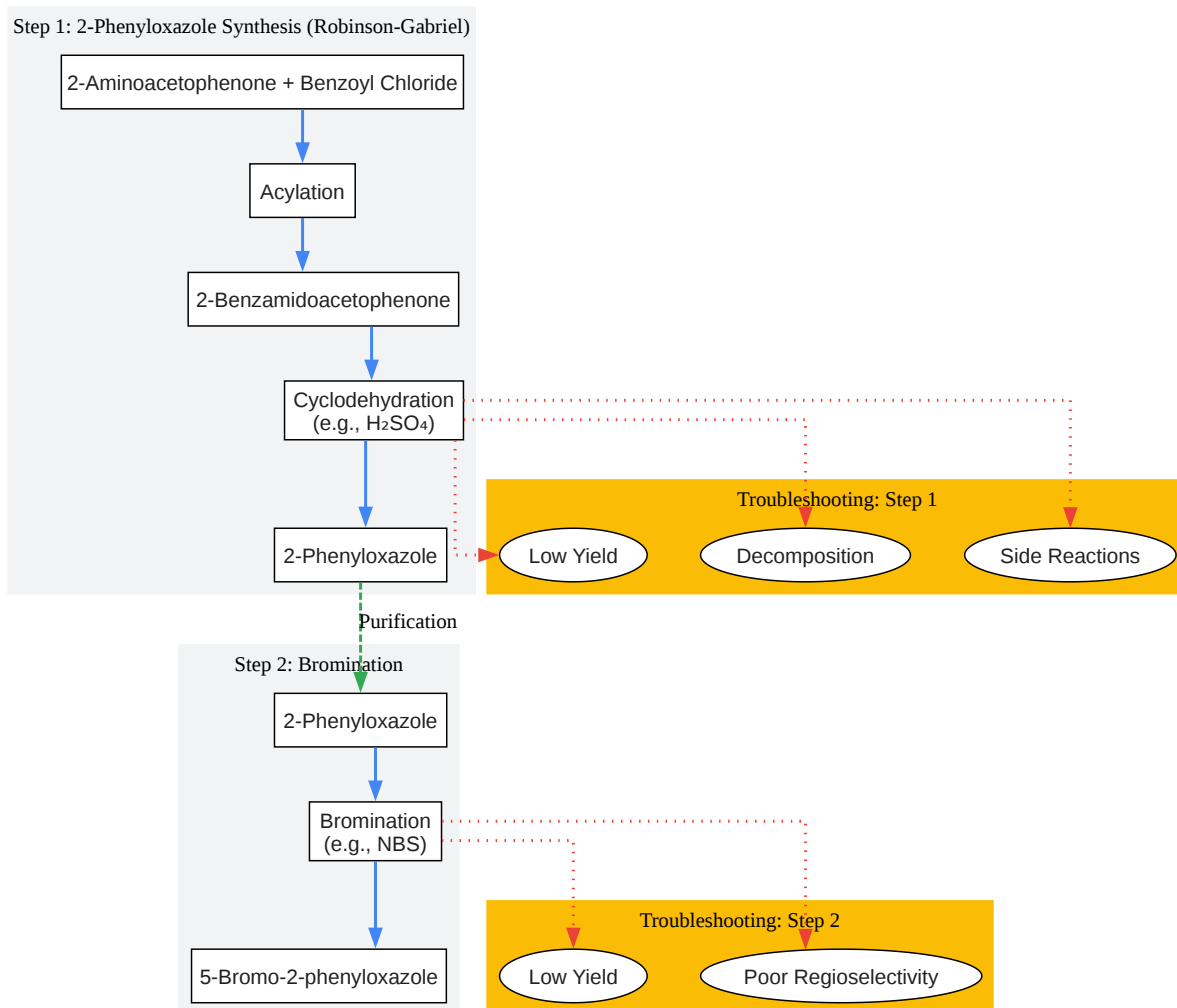 Step 1: 2-Phenyloxazole Synthesis (Robinson-Gabriel)
2-Aminoacetophenone + Benzoyl Chloride
Acylation
2-Benzamidoacetophenone
Cyclodehydration
(e.g., H₂SO₄)
Troubleshooting: Step 1
2-Phenyloxazole
Low Yield
Decomposition
Side Reactions
Purification
Step 2: Bromination
2-Phenyloxazole
Bromination
(e.g., NBS)
Troubleshooting: Step 2
5-Bromo-2-phenyloxazole
Low Yield
Poor Regioselectivity